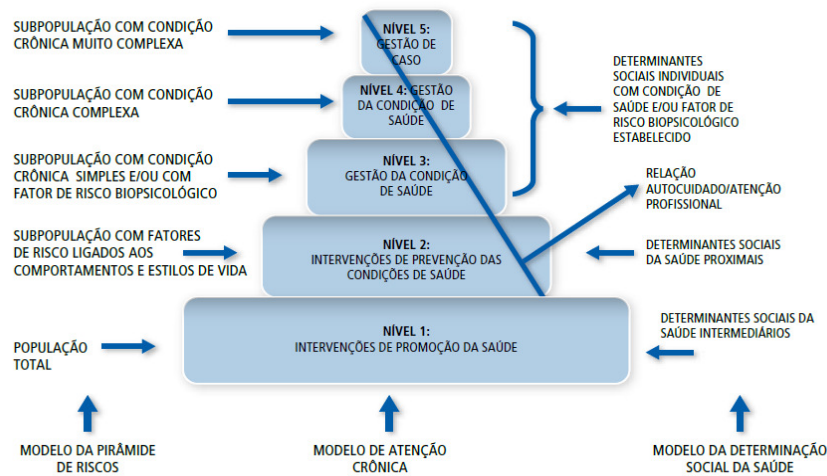 SUBPOPULAÇÃO COM CONDIÇÃO
CRÔNICA MUITO COMPLEXA
SUBPOPULAÇÃO COM CONDIÇÃO
CRÔNICA COMPLEXA
SUBPOPULAÇÃO COM CONDIÇÃO
CRÔNICA SIMPLES E/OU COM
FATOR DE RISCO BIOPSICOLÓGICO
SUBPOPULAÇÃO COM FATORES
DE RISCO LIGADOS AOS
COMPORTAMENTOS E ESTILOS DE VIDA
POPULAÇÃO
TOTAL
MODELO DA PIRÂMIDE
DE RISCOS
NÍVEL 5:
GESTÃO DE
CASO
NÍVEL 4: GESTÃO
DA CONDIÇÃO DE
SAÚDE
NÍVEL 3:
GESTÃO DA CONDIÇÃO
DE SAÚDE
NÍVEL 2:
INTERVENÇÕES DE PREVENÇÃO DAS
CONDIÇÕES DE SAÚDE
NÍVEL 1:
INTERVENÇÕES DE PROMOÇÃO DA SAÚDE
MODELO DE ATENÇÃO
CRÔNICA
DETERMINANTES
SOCIAIS INDIVIDUAIS
COM CONDIÇÃO DE
SAÚDE E/OU FATOR DE
RISCO BIOPSICOLÓGICO
ESTABELECIDO
RELAÇÃO
AUTOCUIDADO/ATENÇÃO
PROFISSIONAL
DETERMINANTES SOCIAIS
DA SAÚDE PROXIMAIS
DETERMINANTES SOCIAIS DA
SAÚDE INTERMEDIÁRIOS
MODELO DA DETERMINAÇÃO
SOCIAL DA SAÚDE